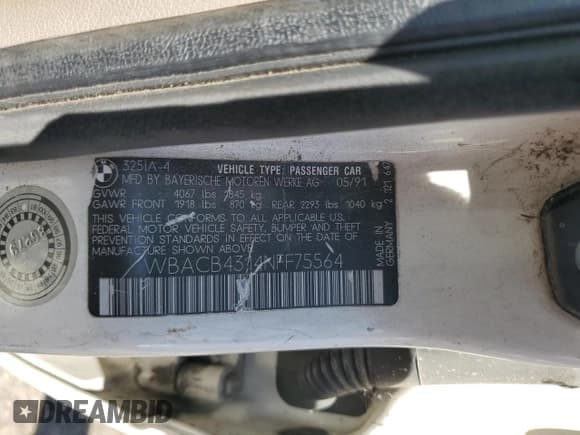 BMW
325iA-4
VEHICLE TYPE: PASSENGER CAR
MFD BY BAYERISCHE MOTOREN WERKE AG 05/91
GVWR 4067 lbs 1845 kg
GAWR FRONT 1918 lbs 870 kg REAR 2293 lbs 1040 kg
THIS VEHICLE CONFORMS TO ALL APPLICABLE U.S.
FEDERAL MOTOR VEHICLE SAFETY, BUMPER AND THEFT
PREVENTION STANDARDS IN EFFECT ON THE DATE OF
MANUFACTURE SHOWN ABOVE
MADE IN
GERMANY
DREAMBID